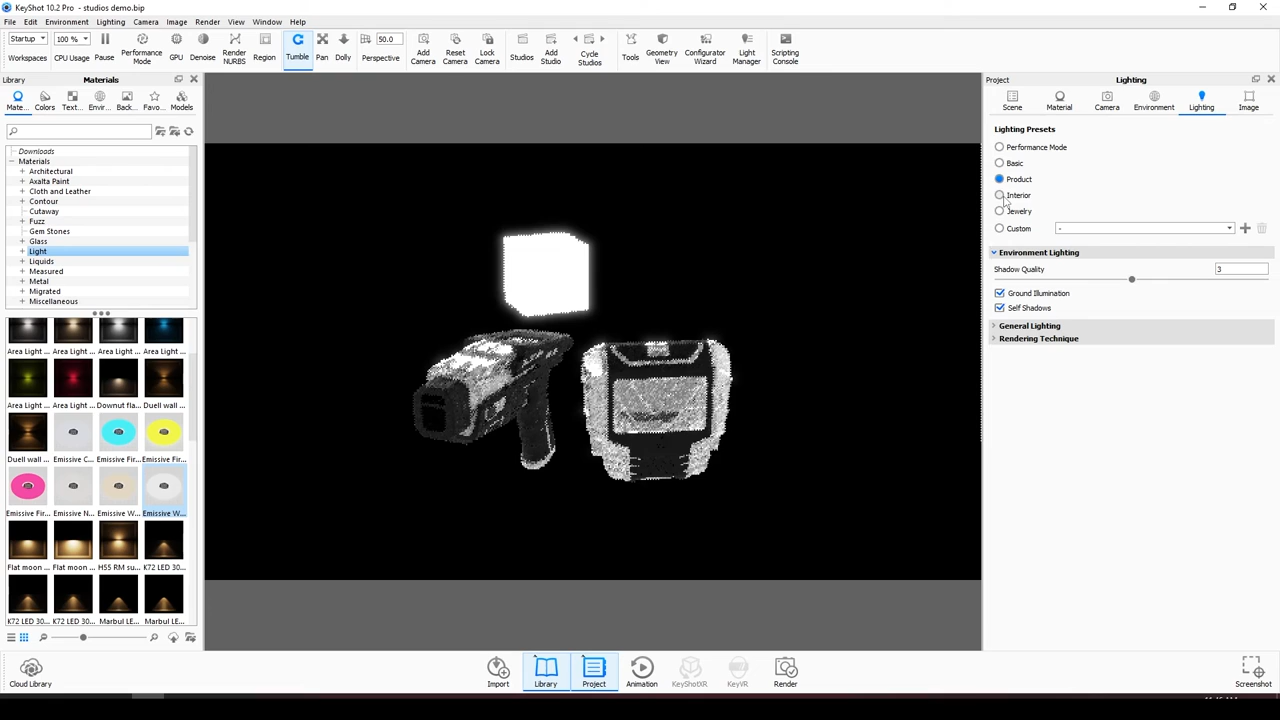 KeyShot 10.2 Pro - studios demo.bip
File Edit Environment Lighting Camera Image Render View Window Help
Startup 100 % 50.0
Workspaces CPU Usage Pause Performance Mode GPU Denoise Render NURBS Region Tumble Pan Dolly Perspective Add Camera Reset Camera Lock Camera Studios Add Studio Cycle Studios Tools Geometry View Configurator Wizard Light Manager Scripting Console
Library Materials
Mate... Colors Text... Envir... Back... Favo... Models
Downloads
Materials
Architectural
Axalta Paint
Cloth and Leather
Contour
Cutaway
Fuzz
Gem Stones
Glass
Light
Liquids
Measured
Metal
Migrated
Miscellaneous
Area Light ... Area Light ... Area Light ... Area Light ...
Area Light ... Area Light ... Downut fla... Duell wall ...
Duell wall ... Emissive C... Emissive Fir... Emissive Fir...
Emissive Fir... Emissive N... Emissive W... Emissive W...
Flat moon ... Flat moon ... H55 RM su... K72 LED 30...
K72 LED 30... K72 LED 30... Marbul LE... Marbul LE...
Project Lighting
Scene Material Camera Environment Lighting Image
Lighting Presets
Performance Mode
Basic
Product
Interior
Jewelry
Custom -
Environment Lighting
Shadow Quality 3
Ground Illumination
Self Shadows
General Lighting
Rendering Technique
Cloud Library Import Library Project Animation KeyShotXR KeyVR Render Screenshot